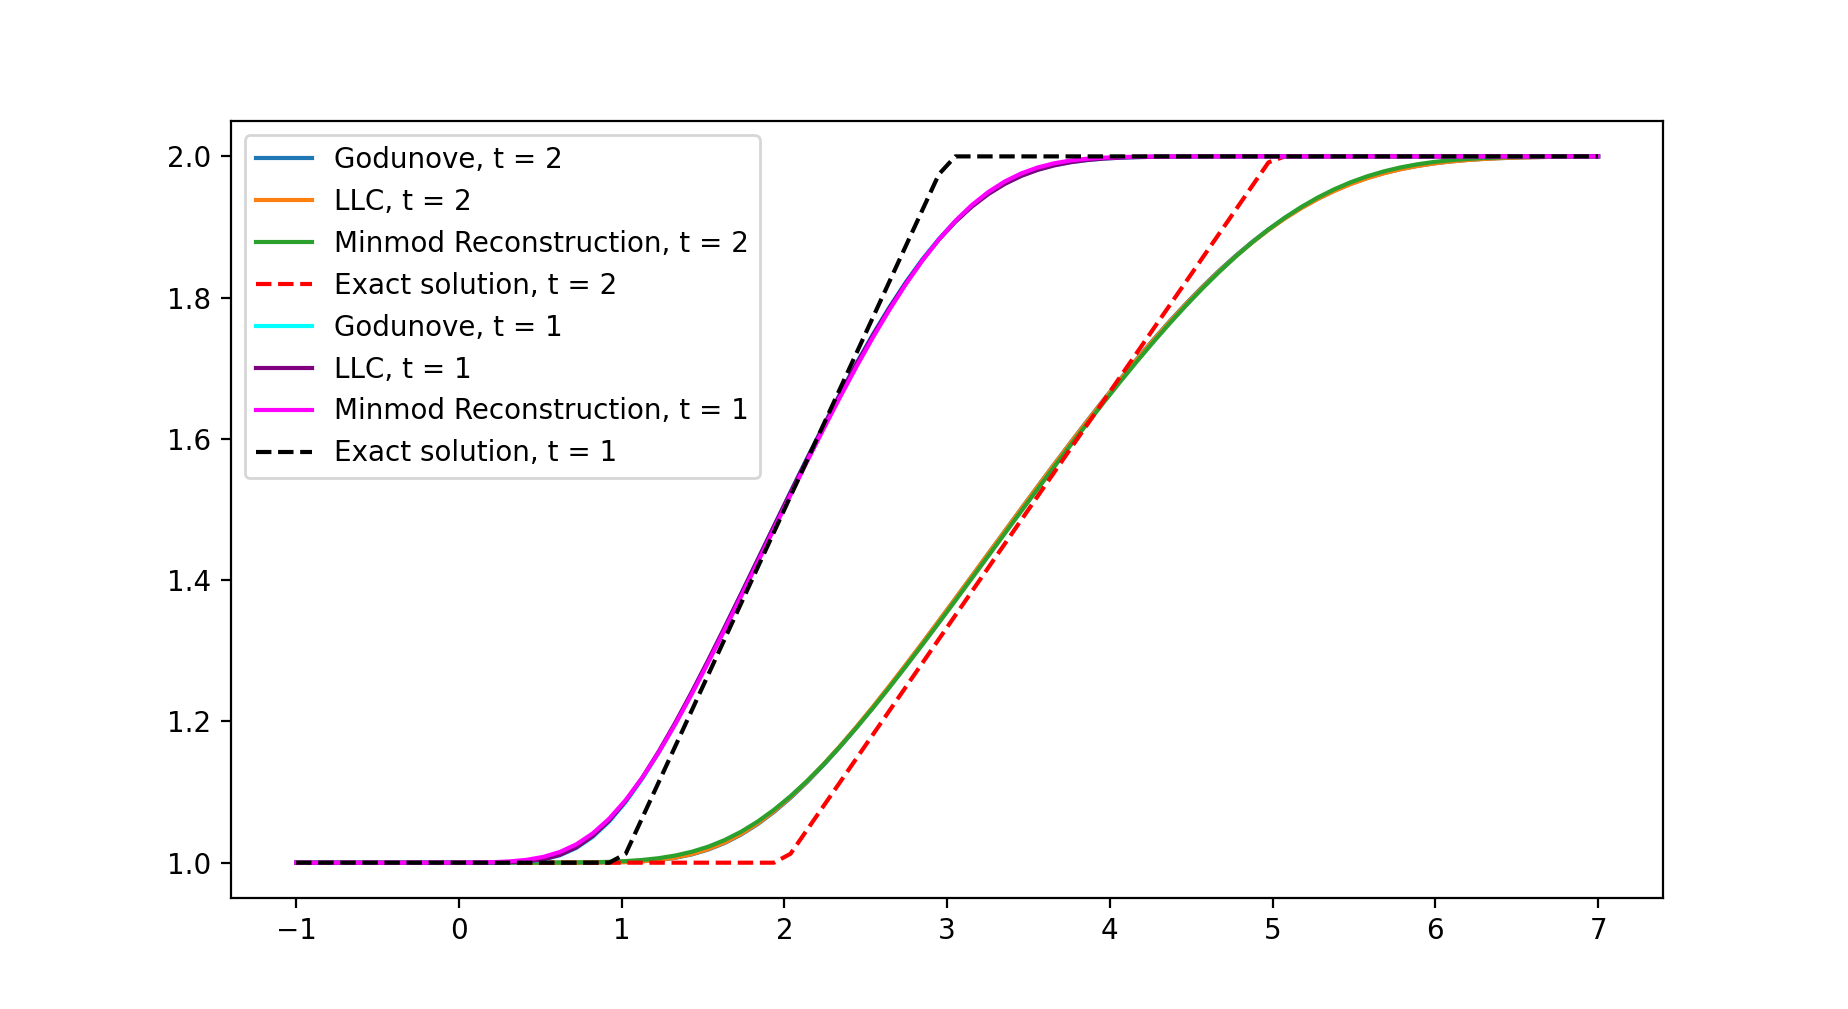 Godunove, t = 2
LLC, t = 2
Minmod Reconstruction, t = 2
Exact solution, t = 2
Godunove, t = 1
LLC, t = 1
Minmod Reconstruction, t = 1
Exact solution, t = 1
2.0
1.8
1.6
1.4
1.2
1.0
−1 0 1 2 3 4 5 6 7